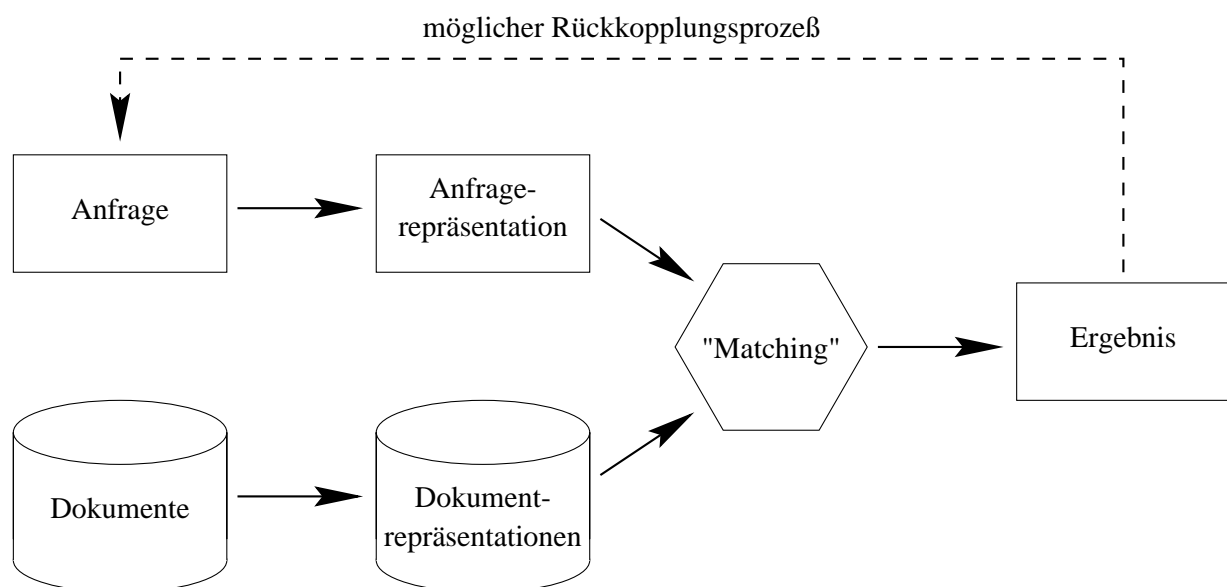 möglicher Rückkopplungsprozeß
Anfrage
Anfrage-
repräsentation
"Matching"
Ergebnis
Dokumente
Dokument-
repräsentationen